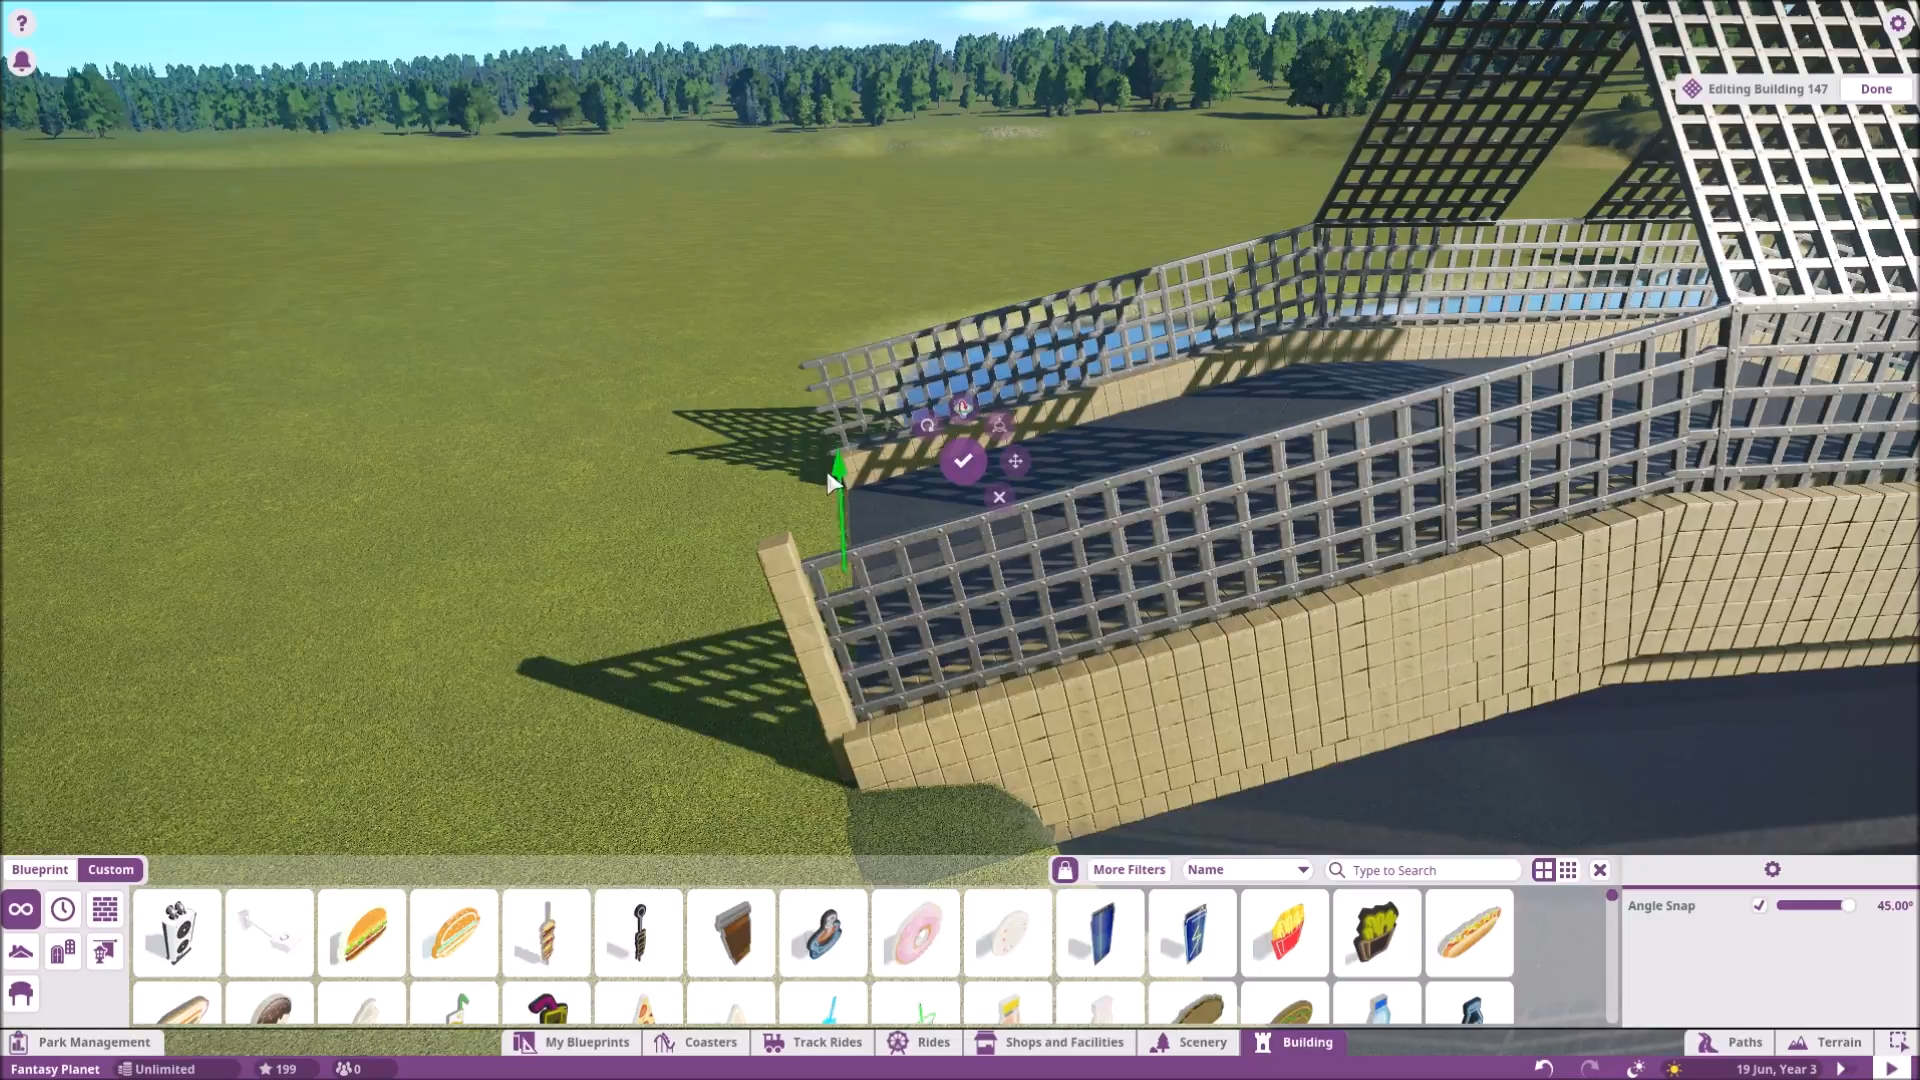 ?
Editing Building 147 Done
Blueprint Custom
More Filters Name Type to Search
Angle Snap 45.00°
Park Management My Blueprints Coasters Track Rides Rides Shops and Facilities Scenery Building Paths Terrain
Fantasy Planet Unlimited 199 0 19 Jun, Year 3